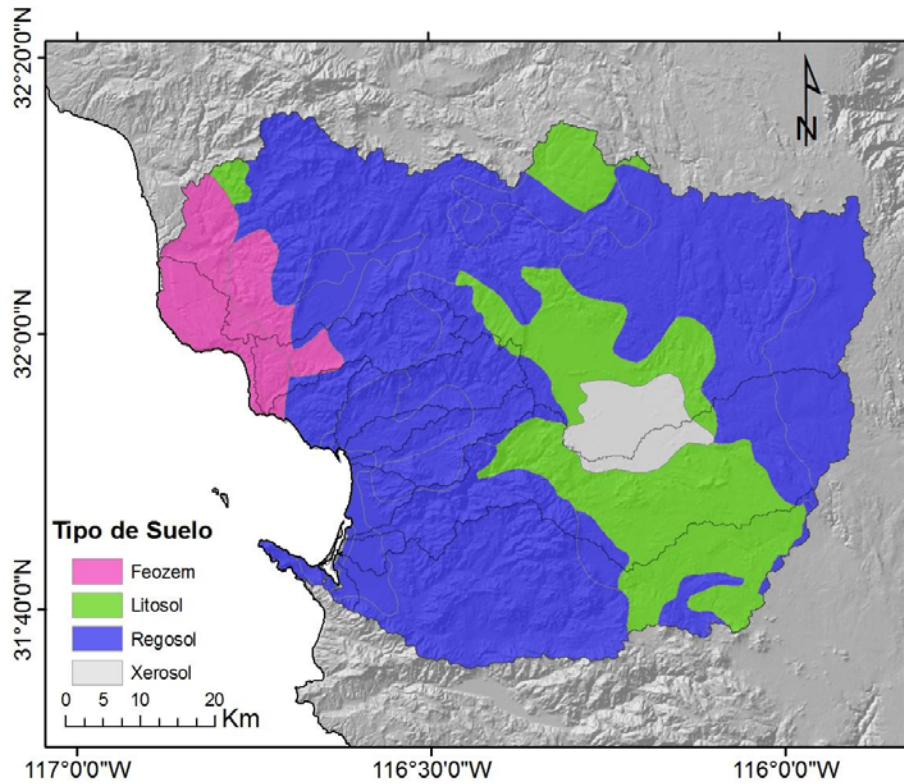 32°20'0"N
32°0'0"N
31°40'0"N
N
Tipo de Suelo
Feozem
Litosol
Regosol
Xerosol
0 5 10 20
Km
117°0'0"W 116°30'0"W 116°0'0"W